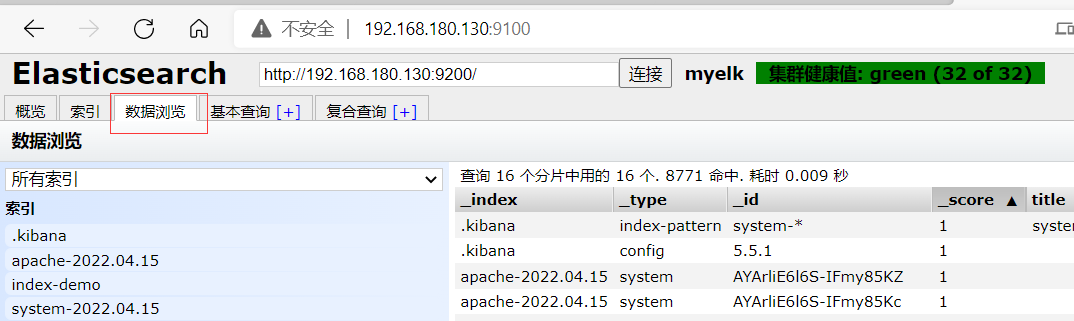 不安全 | 192.168.180.130:9100
Elasticsearch http://192.168.180.130:9200/ 连接 myelk 集群健康值: green (32 of 32)
概览 索引 数据浏览 基本查询 [+] 复合查询 [+]
数据浏览
所有索引
索引
.kibana
apache-2022.04.15
index-demo
system-2022.04.15
查询 16 个分片中用的 16 个. 8771 命中. 耗时 0.009 秒
_index _type _id _score ▲ title
.kibana index-pattern system-* 1 syste
.kibana config 5.5.1 1
apache-2022.04.15 system AYArliE6l6S-IFmy85KZ 1
apache-2022.04.15 system AYArliE6l6S-IFmy85Kc 1